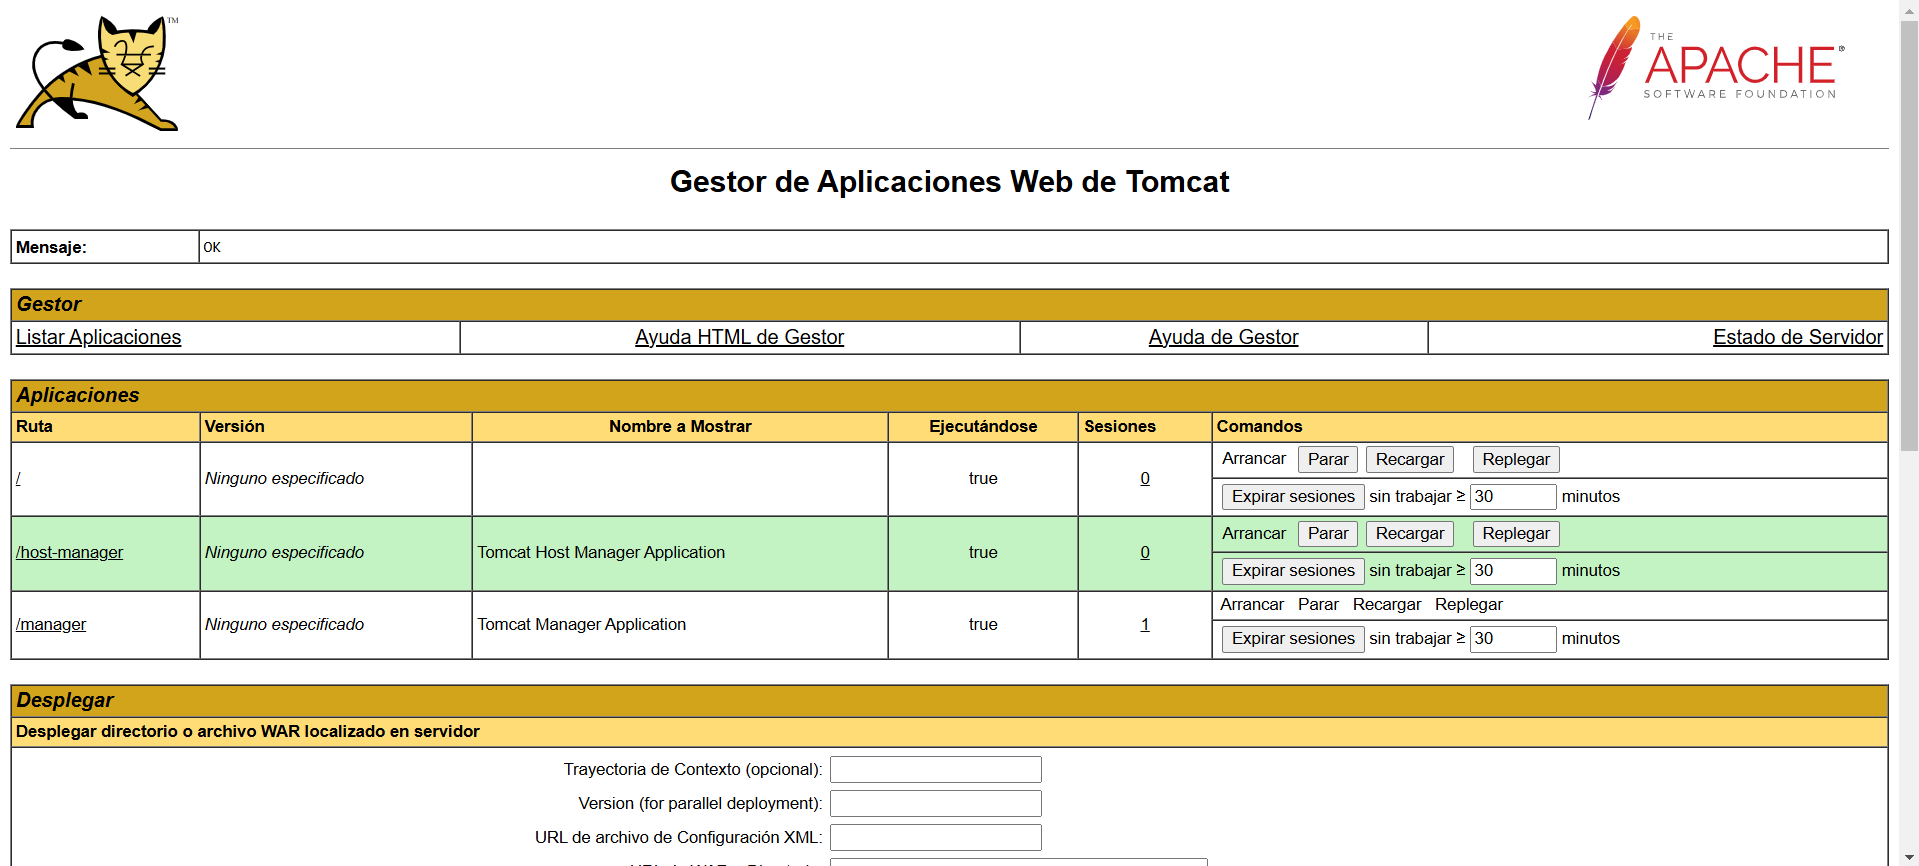 TM
THE
APACHE®
SOFTWARE FOUNDATION
Gestor de Aplicaciones Web de Tomcat
Mensaje: OK
Gestor
Listar Aplicaciones Ayuda HTML de Gestor Ayuda de Gestor Estado de Servidor
Aplicaciones
Ruta Versión Nombre a Mostrar Ejecutándose Sesiones Comandos
/ Ninguno especificado true 0 Arrancar Parar Recargar Replegar
Expirar sesiones sin trabajar ≥ 30 minutos
/host-manager Ninguno especificado Tomcat Host Manager Application true 0 Arrancar Parar Recargar Replegar
Expirar sesiones sin trabajar ≥ 30 minutos
/manager Ninguno especificado Tomcat Manager Application true 1 Arrancar Parar Recargar Replegar
Expirar sesiones sin trabajar ≥ 30 minutos
Desplegar
Desplegar directorio o archivo WAR localizado en servidor
Trayectoria de Contexto (opcional):
Version (for parallel deployment):
URL de archivo de Configuración XML: